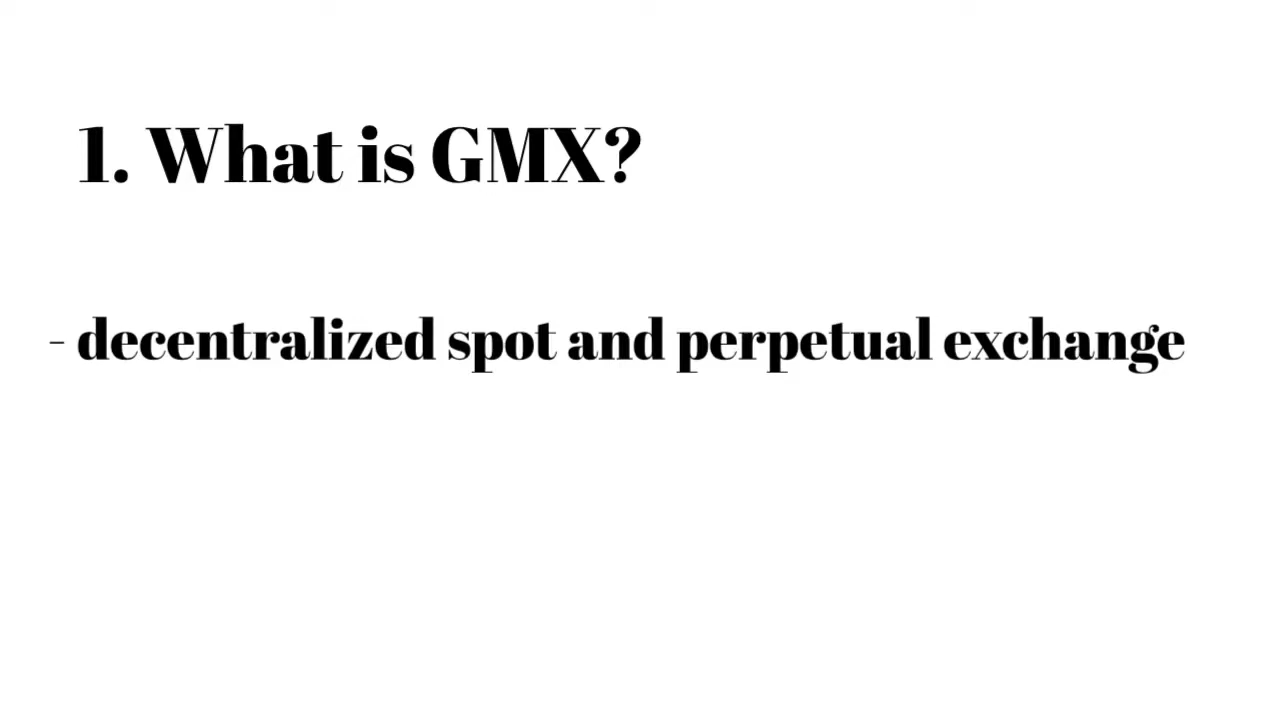 1. What is GMX?
- decentralized spot and perpetual exchange